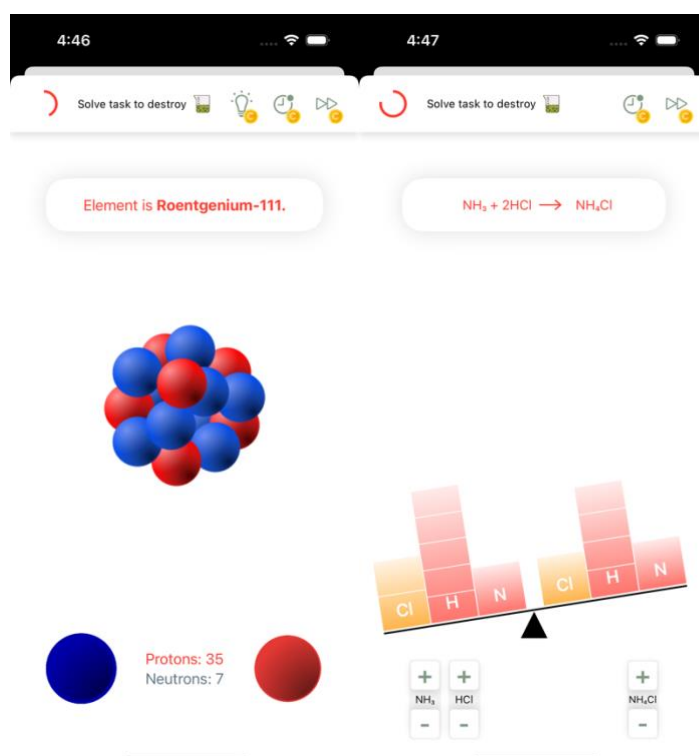 4:46
Solve task to destroy
Element is Roentgenium-111.
Protons: 35
Neutrons: 7
4:47
Solve task to destroy
NH₃ + 2HCl ⟶ NH₄Cl
Cl H N Cl H N
+ + +
NH₃ HCl NH₄Cl
- - -